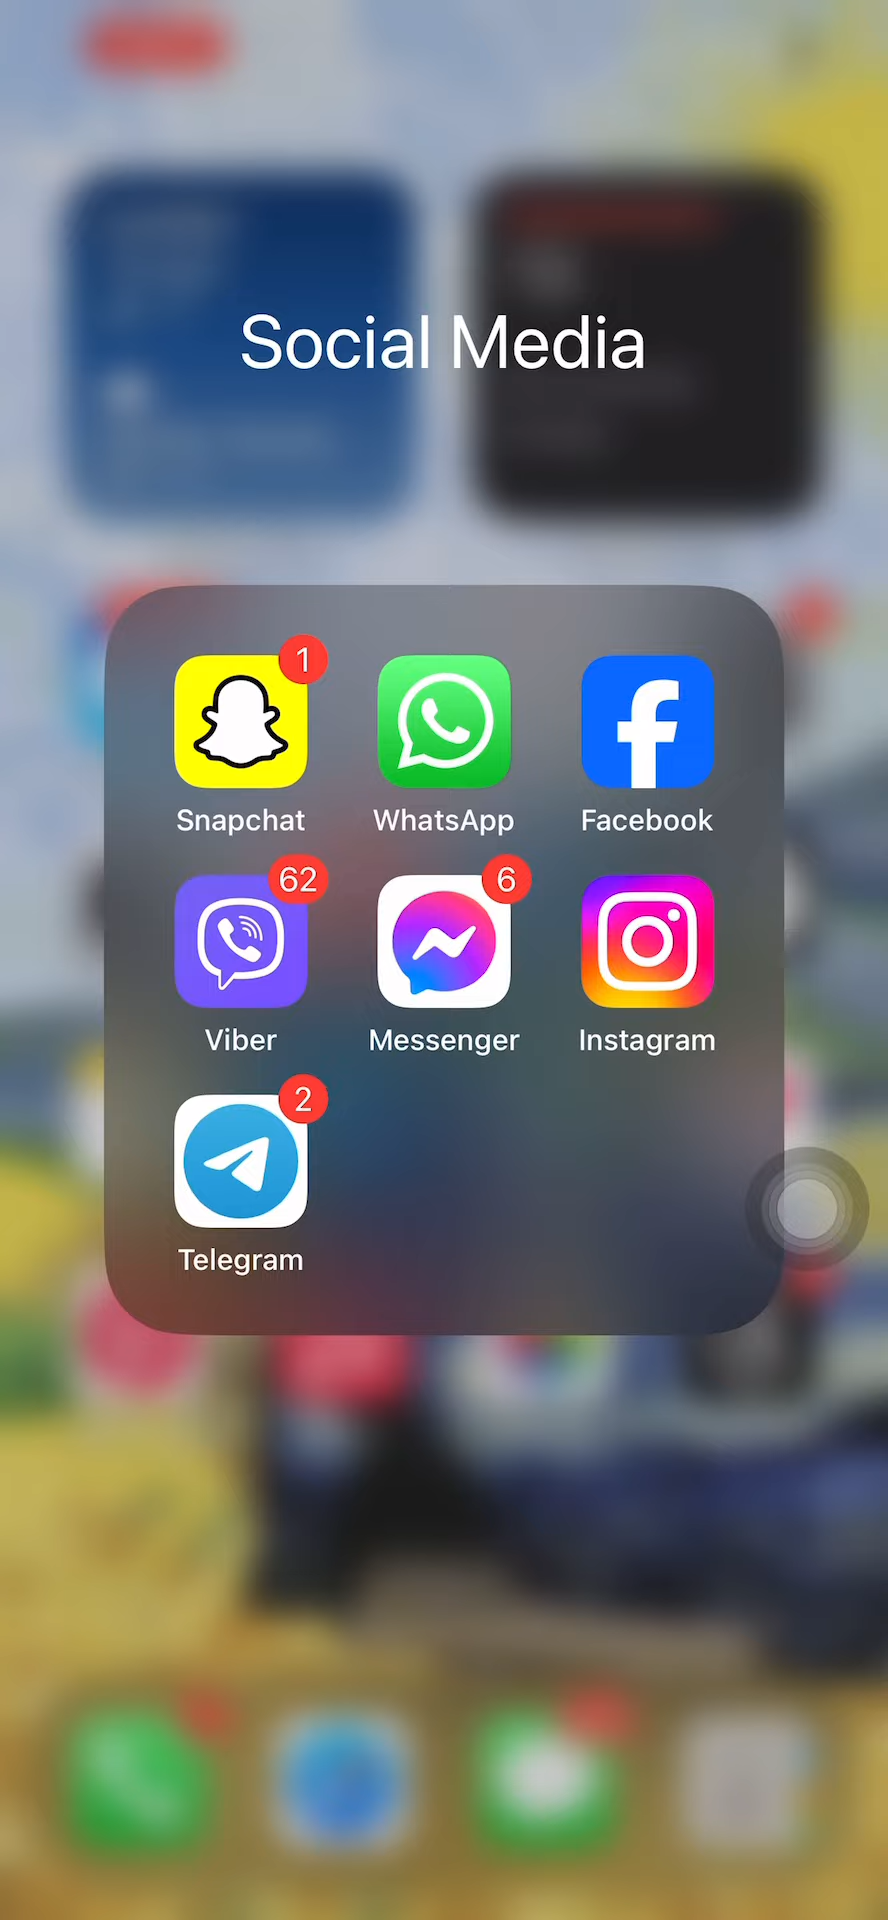 Social Media
1
Snapchat
WhatsApp
Facebook
62
6
Viber
Messenger
Instagram
2
Telegram